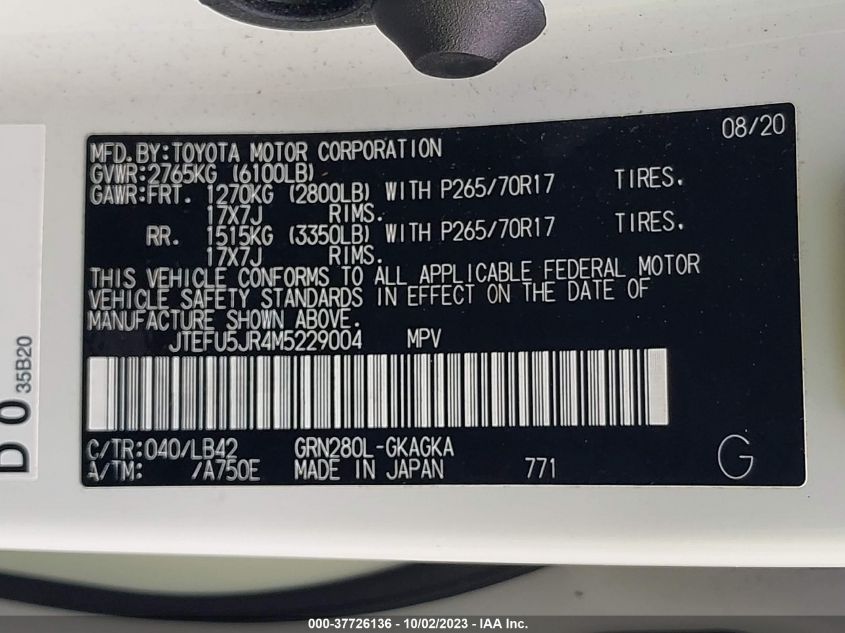 08/20
MFD.BY:TOYOTA MOTOR CORPORATION
GVWR:2765KG (6100LB)
GAWR:FRT. 1270KG (2800LB) WITH P265/70R17 TIRES.
17X7J RIMS.
RR. 1515KG (3350LB) WITH P265/70R17 TIRES.
17X7J RIMS.
THIS VEHICLE CONFORMS TO ALL APPLICABLE FEDERAL MOTOR
VEHICLE SAFETY STANDARDS IN EFFECT ON THE DATE OF
MANUFACTURE SHOWN ABOVE.
JTEFU5JR4M5229004 MPV
C/TR:040/LB42 GRN280L-GKAGKA
A/TM: /A750E MADE IN JAPAN 771
G
D 0 35B20
000-37726136 - 10/02/2023 - IAA Inc.